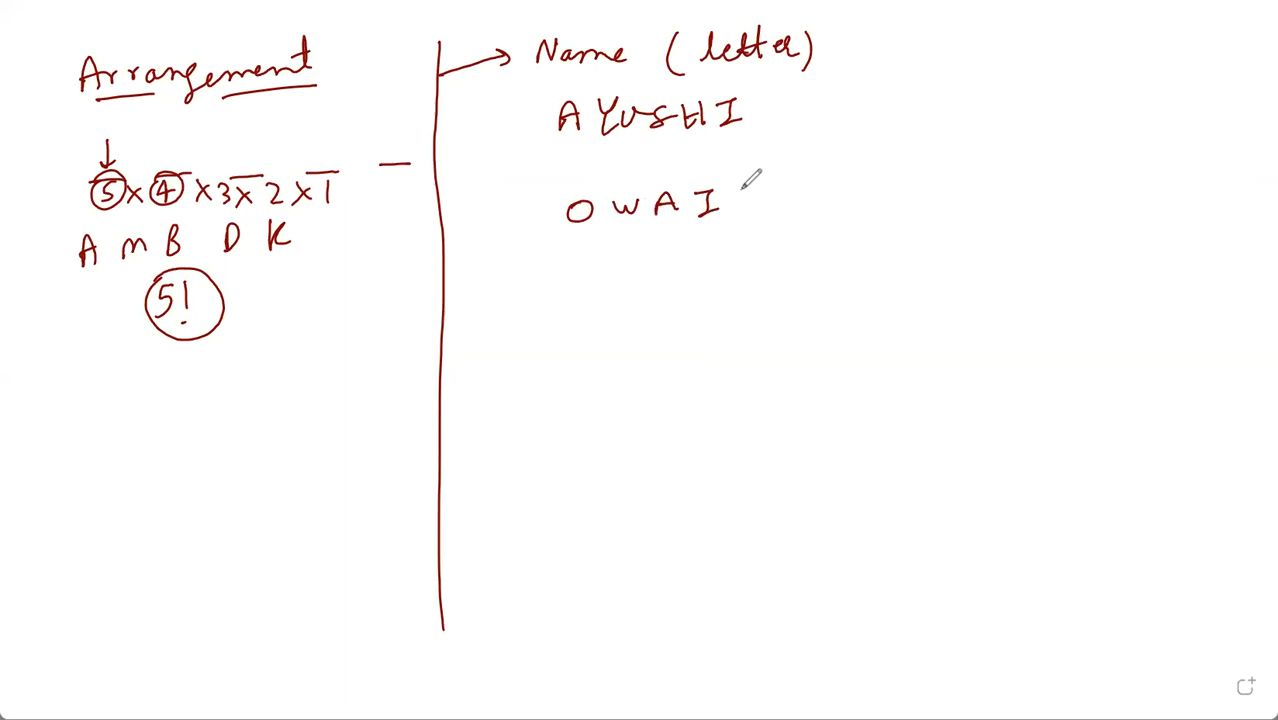 Arrangement
5 x 4 x 3 x 2 x 1
A M B D K
5!
Name (letter)
AYUSHI
OWAI